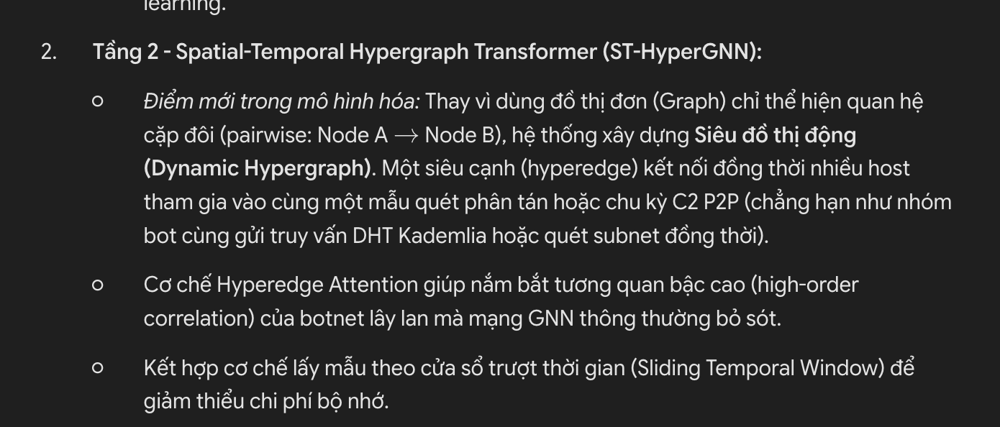 learning.
2. Tầng 2 - Spatial-Temporal Hypergraph Transformer (ST-HyperGNN):
○ Điểm mới trong mô hình hóa: Thay vì dùng đồ thị đơn (Graph) chỉ thể hiện quan hệ
cặp đôi (pairwise: Node A → Node B), hệ thống xây dựng Siêu đồ thị động
(Dynamic Hypergraph). Một siêu cạnh (hyperedge) kết nối đồng thời nhiều host
tham gia vào cùng một mẫu quét phân tán hoặc chu kỳ C2 P2P (chẳng hạn như nhóm
bot cùng gửi truy vấn DHT Kademlia hoặc quét subnet đồng thời).
○ Cơ chế Hyperedge Attention giúp nắm bắt tương quan bậc cao (high-order
correlation) của botnet lây lan mà mạng GNN thông thường bỏ sót.
○ Kết hợp cơ chế lấy mẫu theo cửa sổ trượt thời gian (Sliding Temporal Window) để
giảm thiểu chi phí bộ nhớ.